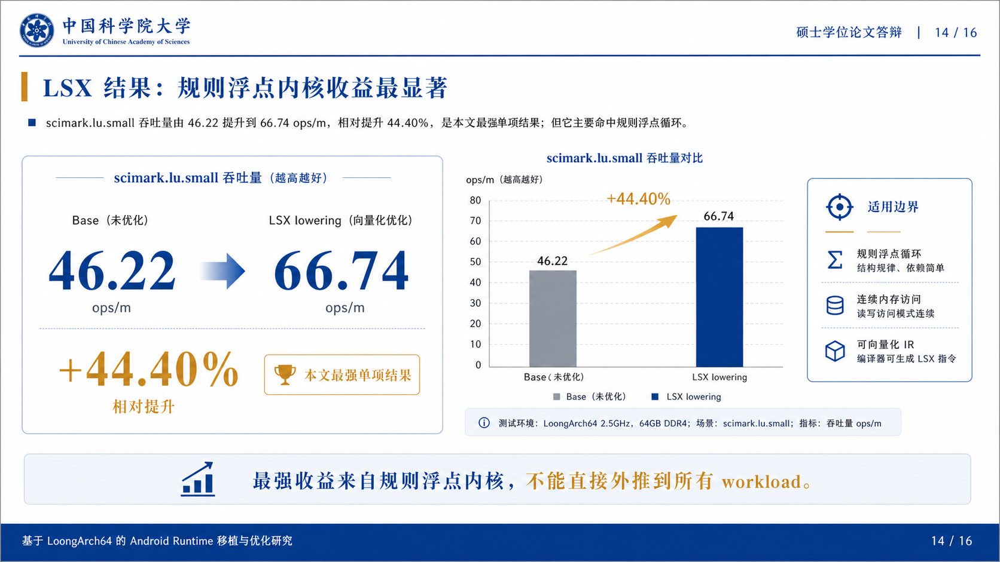 中国科学院大学
University of Chinese Academy of Sciences
硕士学位论文答辩 | 14 / 16
LSX 结果：规则浮点内核收益最显著
scimark.lu.small 吞吐量由 46.22 提升到 66.74 ops/m，相对提升 44.40%，是本文最强单项结果；但它主要命中规则浮点循环。
scimark.lu.small 吞吐量（越高越好）
Base（未优化）
LSX lowering（向量化优化）
46.22
66.74
ops/m
ops/m
+44.40%
相对提升
本文最强单项结果
scimark.lu.small 吞吐量对比
ops/m（越高越好）
+44.40%
80
70
60
50
40
30
20
10
0
46.22
66.74
Base（未优化）
LSX lowering
Base（未优化）
LSX lowering
测试环境：LoongArch64 2.5GHz，64GB DDR4；场景：scimark.lu.small；指标：吞吐量 ops/m
适用边界
规则浮点循环
结构规律、依赖简单
连续内存访问
读写访问模式连续
可向量化 IR
编译器可生成 LSX 指令
最强收益来自规则浮点内核，不能直接外推到所有 workload。
基于 LoongArch64 的 Android Runtime 移植与优化研究
14 / 16